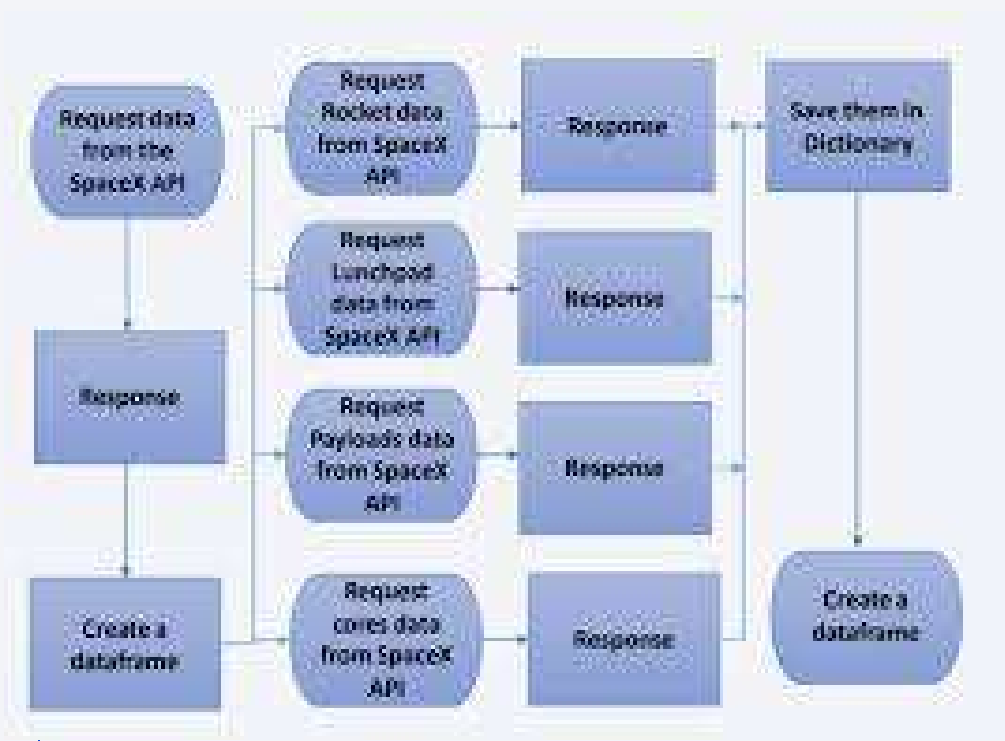 Request data
from the
SpaceX API
Response
Create a
dataframe
Request
Rocket data
from SpaceX
API
Response
Request
Lunchpad
data from
SpaceX API
Response
Request
Payloads data
from SpaceX
API
Response
Request
cores data
from SpaceX
API
Response
Save them in
Dictionary
Create a
dataframe